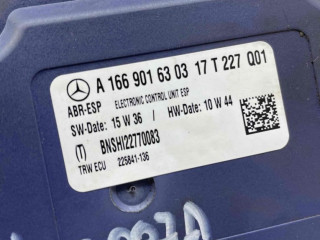 A 166 901 63 03 17 T 227 Q01
ABR-ESP ELECTRONIC CONTROL UNIT ESP
SW-Date: 15 W 36 / HW-Date: 10 W 44
(T) BNSHI22770083
TRW ECU 225841-136